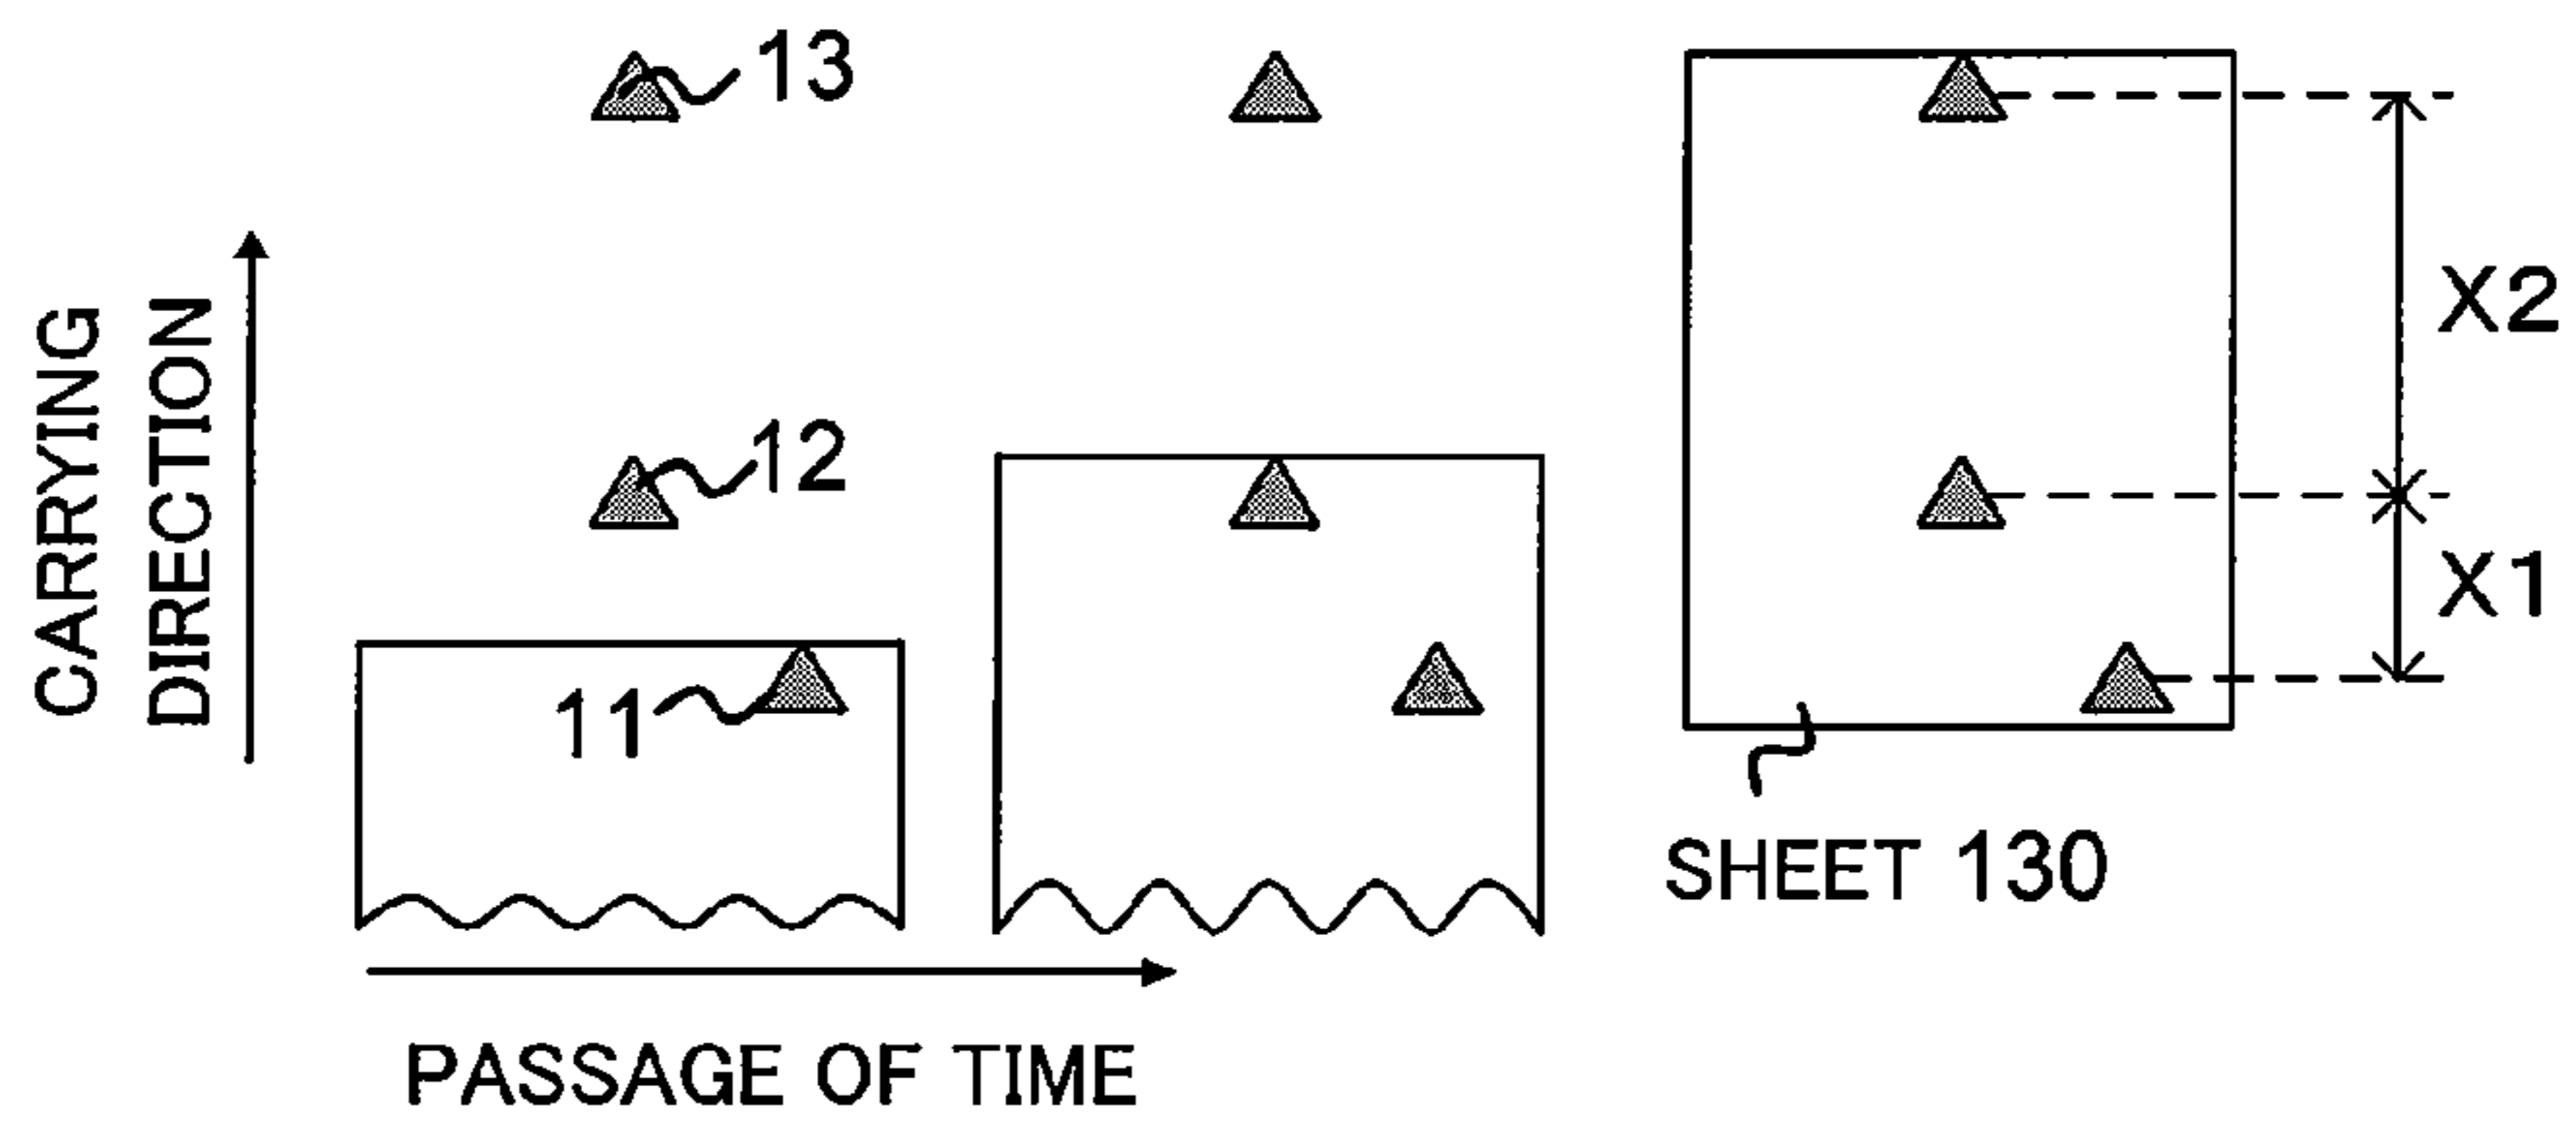 13
CARRYING
DIRECTION
X2
12
X1
11
SHEET 130
PASSAGE OF TIME